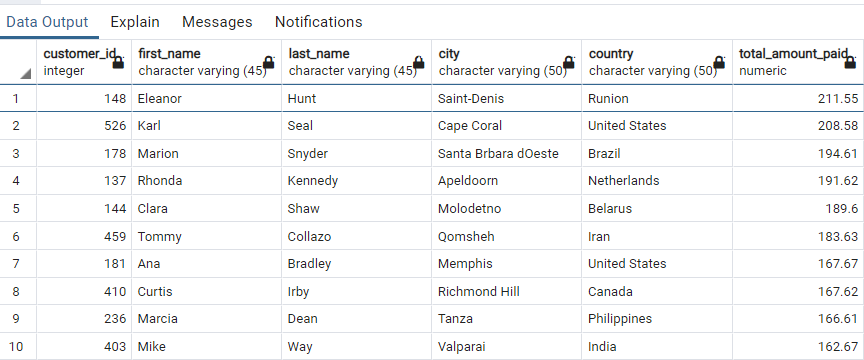 Data Output Explain Messages Notifications
customer_id first_name last_name city country total_amount_paid
integer character varying (45) character varying (45) character varying (50) character varying (50) numeric
1 148 Eleanor Hunt Saint-Denis Runion 211.55
2 526 Karl Seal Cape Coral United States 208.58
3 178 Marion Snyder Santa Brbara dOeste Brazil 194.61
4 137 Rhonda Kennedy Apeldoorn Netherlands 191.62
5 144 Clara Shaw Molodetno Belarus 189.6
6 459 Tommy Collazo Qomsheh Iran 183.63
7 181 Ana Bradley Memphis United States 167.67
8 410 Curtis Irby Richmond Hill Canada 167.62
9 236 Marcia Dean Tanza Philippines 166.61
10 403 Mike Way Valparai India 162.67